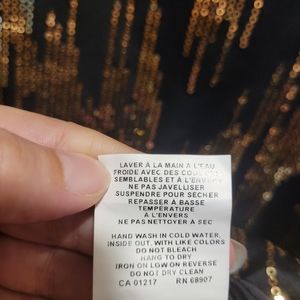 LAVER À LA MAIN À L'EAU
FROIDE AVEC DES COULEURS
SEMBLABLES ET À L'ENVERS
NE PAS JAVELLISER
SUSPENDRE POUR SÉCHER
REPASSER À BASSE
TEMPÉRATURE
À L'ENVERS
NE PAS NETTOYER À SEC
HAND WASH IN COLD WATER,
INSIDE OUT, WITH LIKE COLORS
DO NOT BLEACH
HANG TO DRY
IRON ON LOW ON REVERSE
DO NOT DRY CLEAN
CA 01217 RN 68907